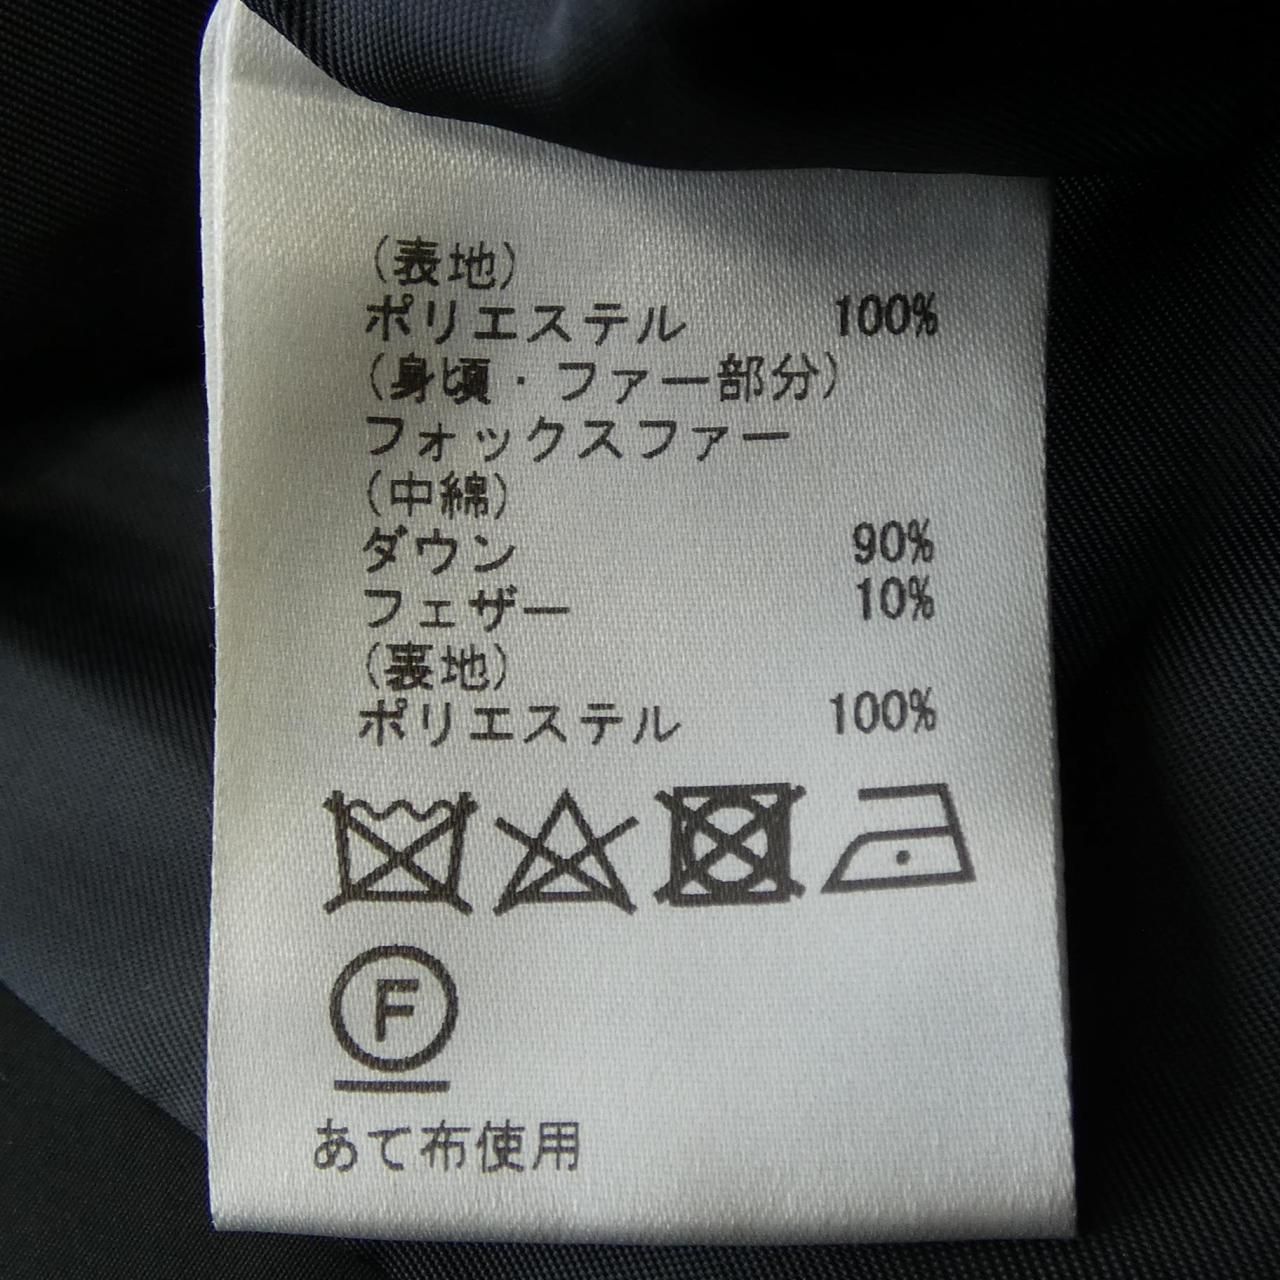 (表地)
ポリエステル 100%
(身頃・ファー部分)
フォックスファー
(中綿)
ダウン 90%
フェザー 10%
(裏地)
ポリエステル 100%
F
あて布使用